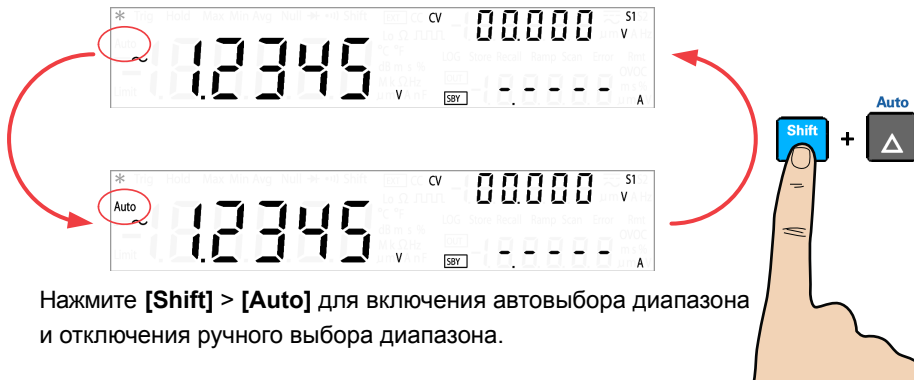 * CV 00.000 S1
V
~ 1.2345 V
SBY -.---- A
Auto
Shift + △
* CV 00.000 S1
Auto V
~ 1.2345 V
SBY -.---- A
Нажмите [Shift] > [Auto] для включения автовыбора диапазона
и отключения ручного выбора диапазона.